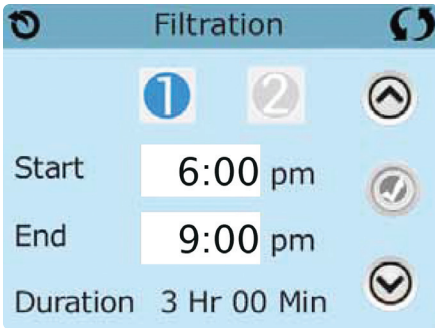 Filtration
1 2
Start 6:00 pm
End 9:00 pm
Duration 3 Hr 00 Min